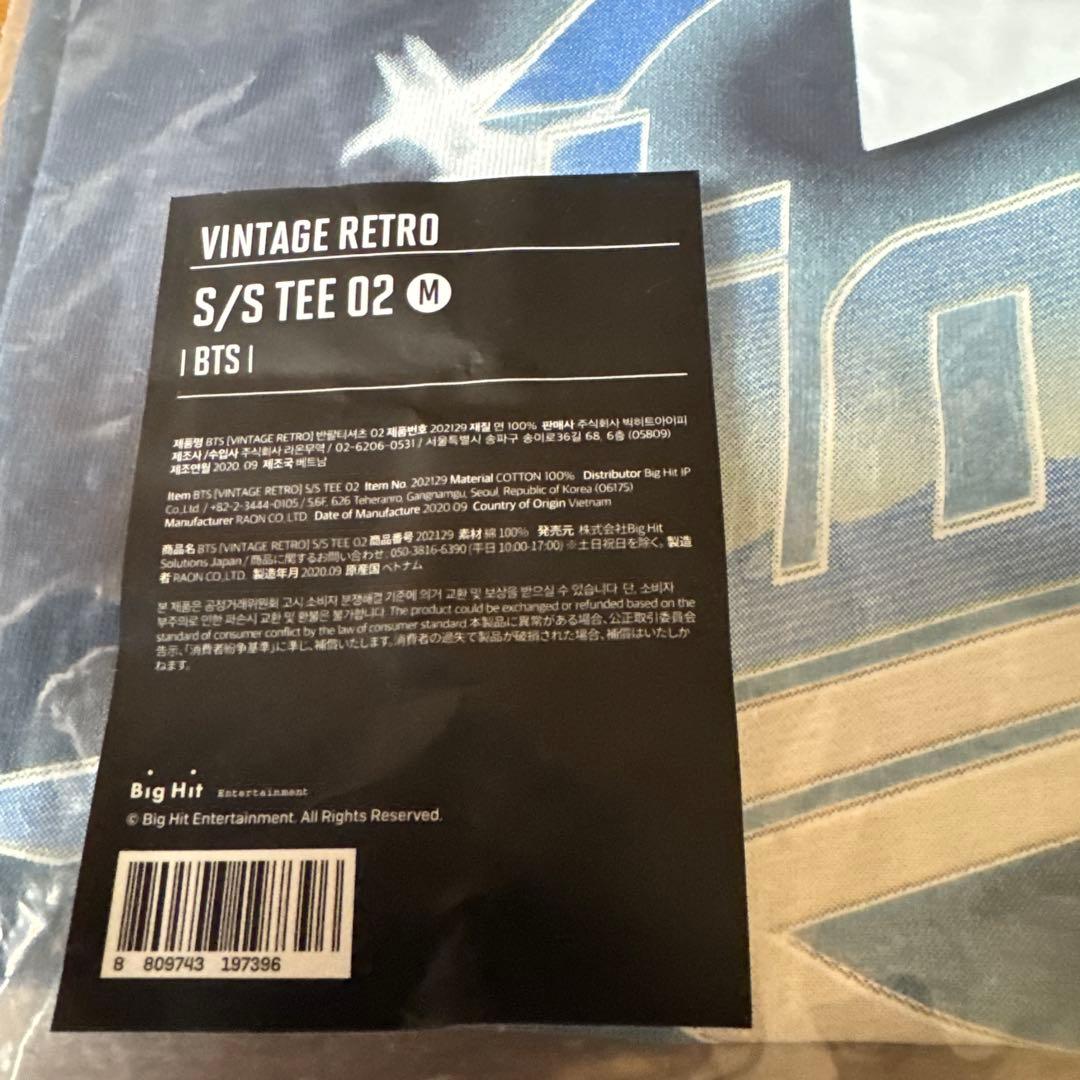 VINTAGE RETRO
S/S TEE 02 M
| BTS |
제품명 BTS [VINTAGE RETRO] 반팔티셔츠 02 제품번호 202129 재질 면 100% 판매사 주식회사 빅히트아이피
제조사/수입사 주식회사 라온무역 / 02-6206-0531 / 서울특별시 송파구 송이로36길 68, 6층 (05809)
제조연월 2020. 09 제조국 베트남
Item BTS [VINTAGE RETRO] S/S TEE 02 Item No. 202129 Material COTTON 100% Distributor Big Hit IP
Co.,Ltd. / +82-2-3444-0105 / 5,6F, 626 Teheranro, Gangnamgu, Seoul, Republic of Korea (06175)
Manufacturer RAON CO.,LTD. Date of Manufacture 2020 09 Country of Origin Vietnam
商品名 BTS [VINTAGE RETRO] S/S TEE 02 商品番号 202129 素材 綿 100% 発売元 株式会社Big Hit
Solutions Japan / 商品に関するお問い合わせ : 050-3816-6390 (平日 10:00-17:00) ※土日祝日を除く。製造
者 RAON CO.,LTD. 製造年月 2020.09 原産国 ベトナム
본 제품은 공정거래위원회 고시 소비자 분쟁해결 기준에 의거 교환 및 보상을 받으실 수 있습니다. 단, 소비자
부주의로 인한 파손시 교환 및 환불은 불가합니다. The product could be exchanged or refunded based on the
standard of consumer conflict by the law of consumer standard 本製品に異常がある場合、公正取引委員会
告示、「消費者紛争基準」に準し、補償いたします。消費者の過失で製品が破損された場合、補償はいたしか
ねます。
Big Hit Entertainment
© Big Hit Entertainment. All Rights Reserved.
8 809743 197396